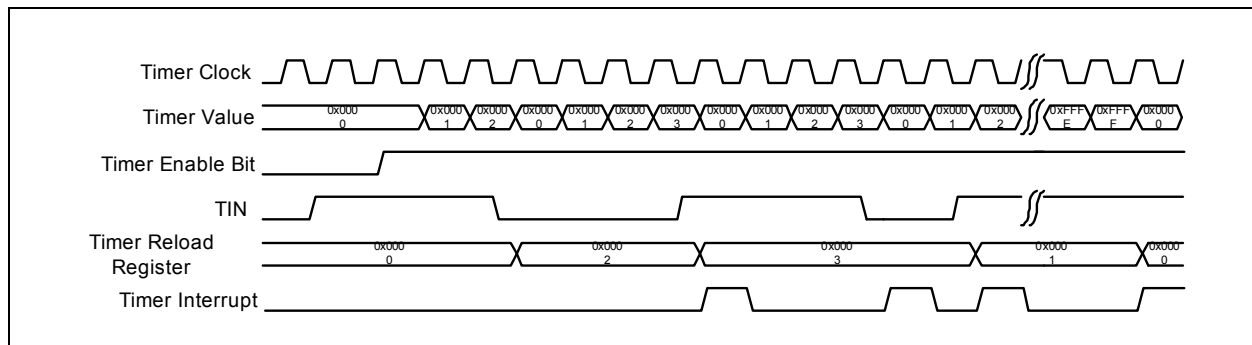 Timer Clock
Timer Value
0x000 0x000 0x000 0x000 0x000 0x000 0x000 0x000 0x000 0x000 0x000 0x000 0x000 0x000 0xFFF 0xFFF 0x000
0 1 2 0 1 2 3 0 1 2 3 0 1 2 E F 0
Timer Enable Bit
TIN
Timer Reload
Register
0x000 0x000 0x000 0x000 0x000
0 2 3 1 0
Timer Interrupt